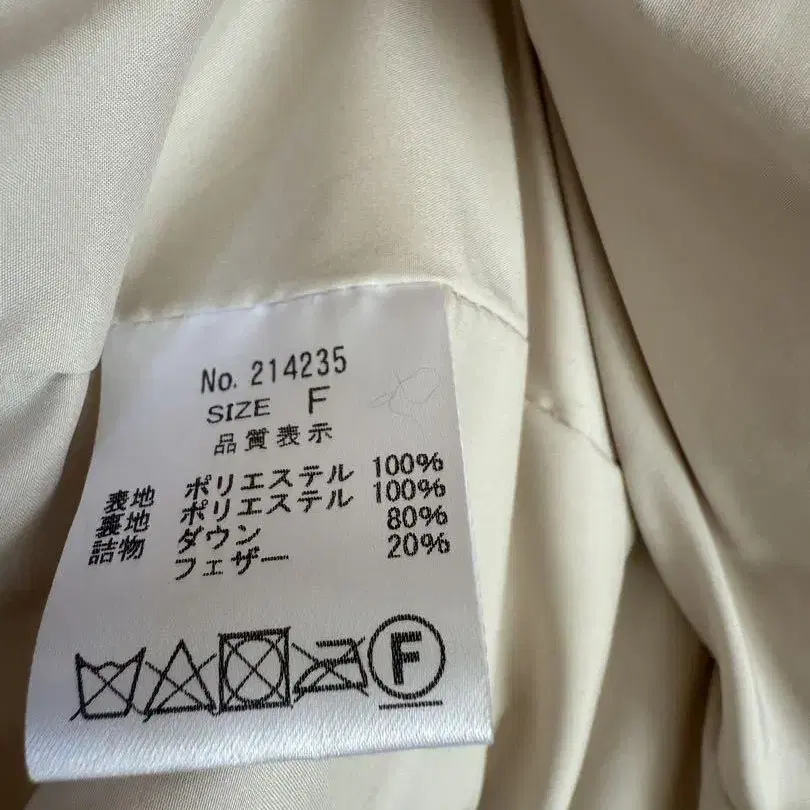 No. 214235
SIZE F
品質表示
表地 ポリエステル 100%
裏地 ポリエステル 100%
詰物 ダウン 80%
フェザー 20%
F